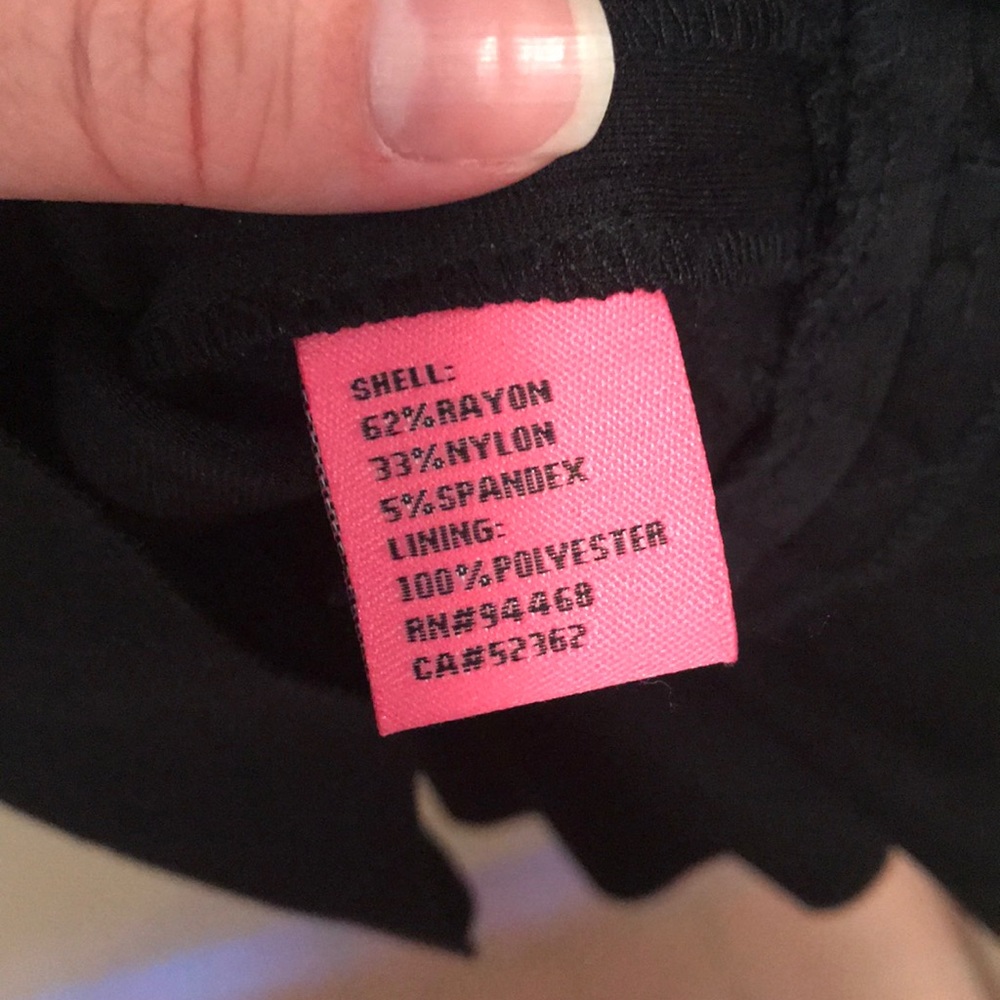 SHELL:
62%RAYON
33%NYLON
5%SPANDEX
LINING:
100%POLYESTER
RN#94468
CA#52362